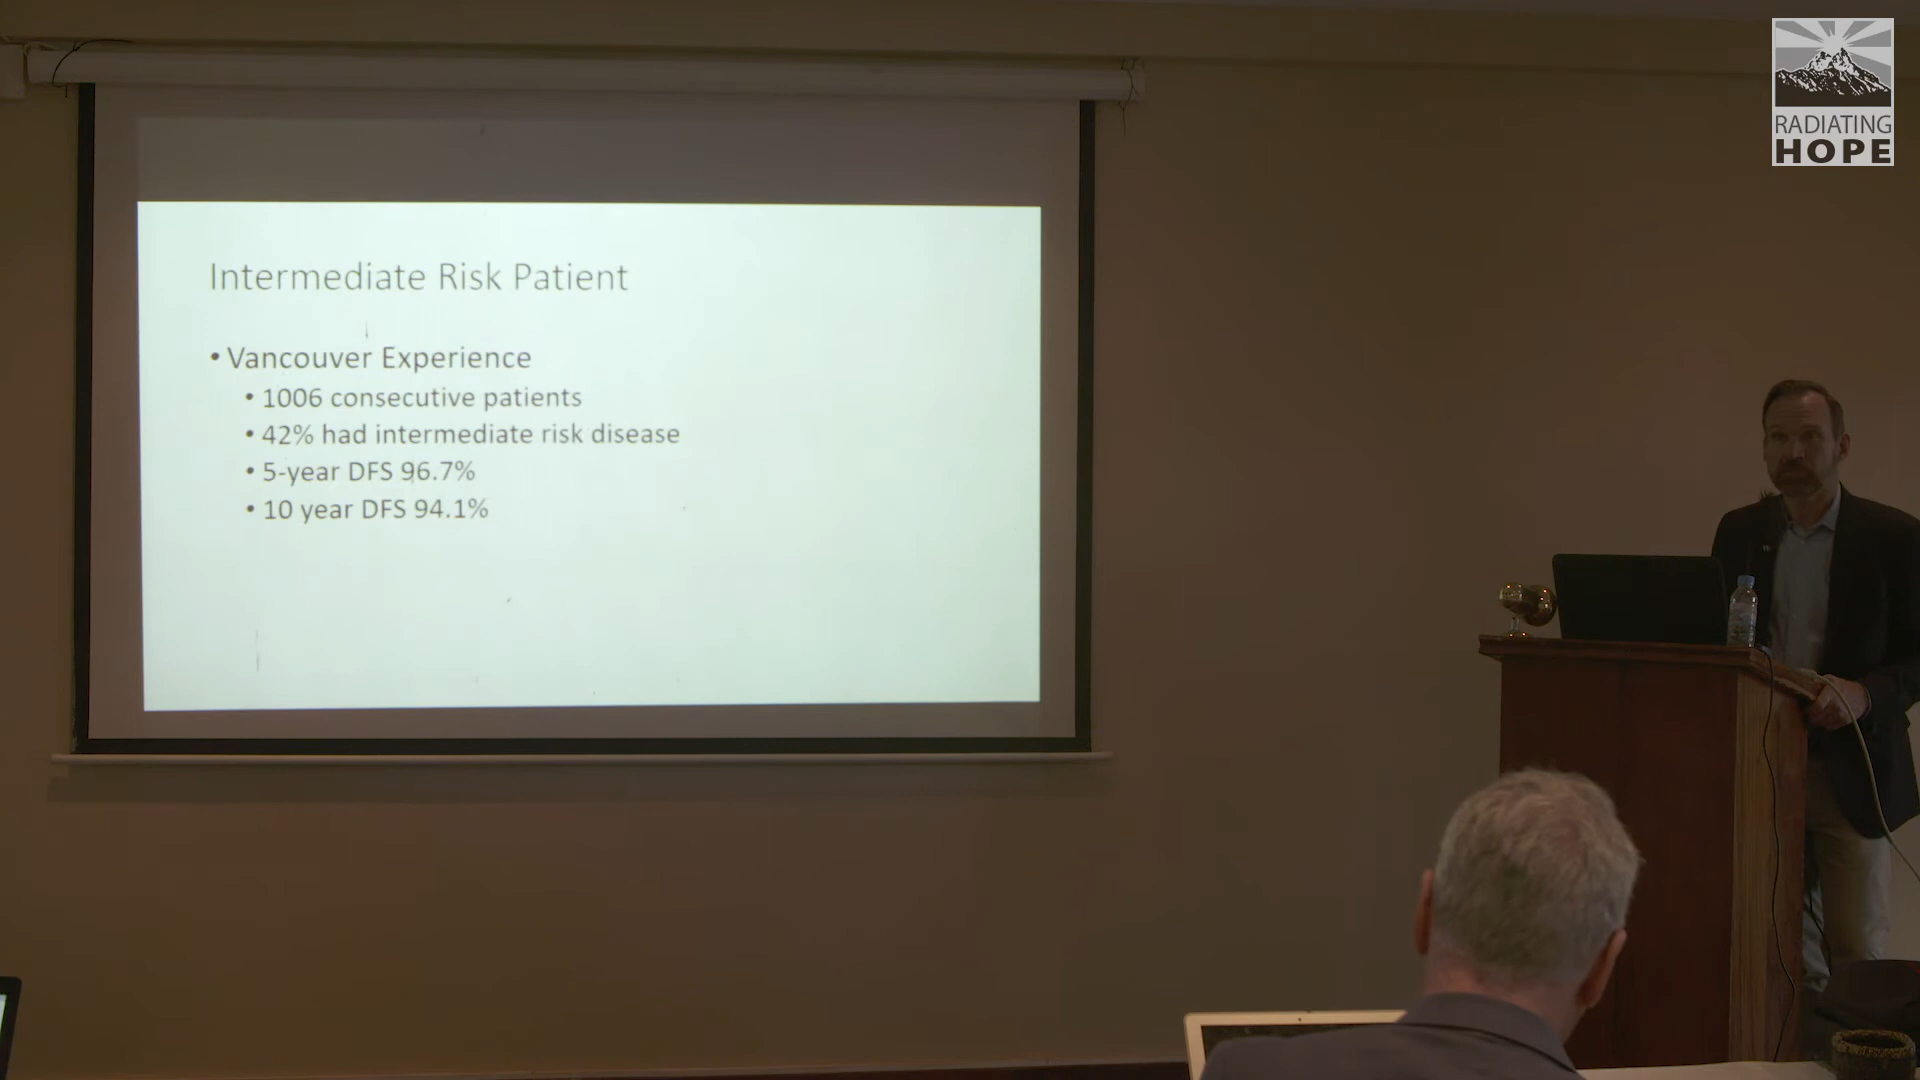 RADIATING
HOPE
Intermediate Risk Patient
• Vancouver Experience
• 1006 consecutive patients
• 42% had intermediate risk disease
• 5-year DFS 96.7%
• 10 year DFS 94.1%